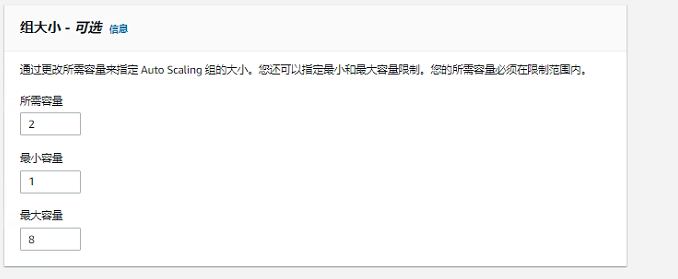 组大小 - 可选 信息
通过更改所需容量来指定 Auto Scaling 组的大小。您还可以指定最小和最大容量限制。您的所需容量必须在限制范围内。
所需容量
2
最小容量
1
最大容量
8